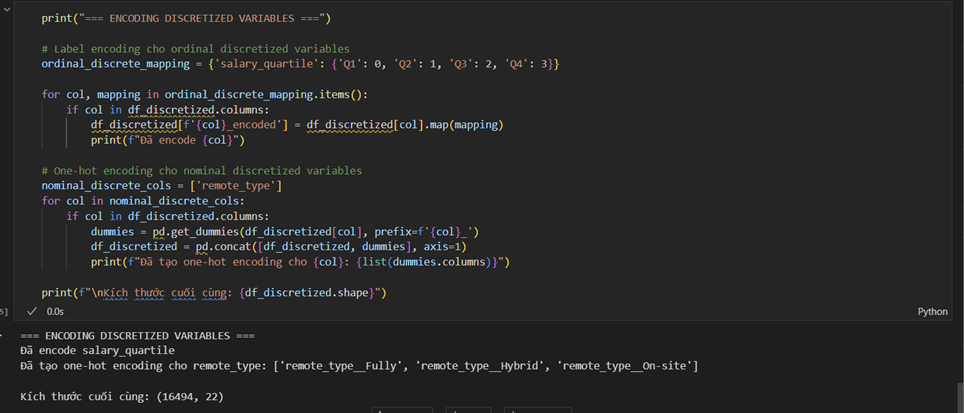 print("=== ENCODING DISCRETIZED VARIABLES ===")
# Label encoding cho ordinal discretized variables
ordinal_discrete_mapping = {'salary_quartile': {'Q1': 0, 'Q2': 1, 'Q3': 2, 'Q4': 3}}
for col, mapping in ordinal_discrete_mapping.items():
if col in df_discretized.columns:
df_discretized[f'{col}_encoded'] = df_discretized[col].map(mapping)
print(f"Đã encode {col}")
# One-hot encoding cho nominal discretized variables
nominal_discrete_cols = ['remote_type']
for col in nominal_discrete_cols:
if col in df_discretized.columns:
dummies = pd.get_dummies(df_discretized[col], prefix=f'{col}_')
df_discretized = pd.concat([df_discretized, dummies], axis=1)
print(f"Đã tạo one-hot encoding cho {col}: {list(dummies.columns)}")
print(f"\nKích thước cuối cùng: {df_discretized.shape}")
5]
0.0s
Python
=== ENCODING DISCRETIZED VARIABLES ===
Đã encode salary_quartile
Đã tạo one-hot encoding cho remote_type: ['remote_type__Fully', 'remote_type__Hybrid', 'remote_type__On-site']
Kích thước cuối cùng: (16494, 22)